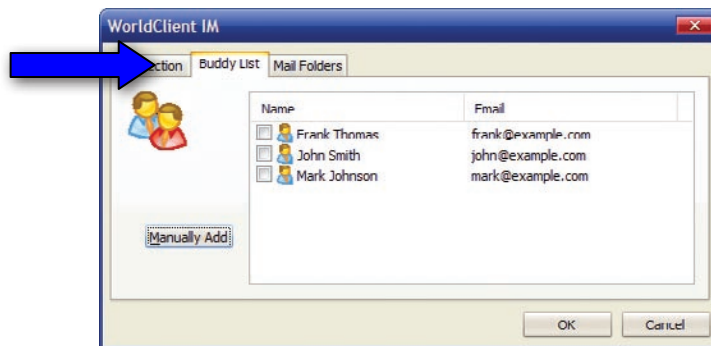 WorldClient IM
Buddy List Mail Folders
Name Email
Frank Thomas frank@example.com
John Smith john@example.com
Mark Johnson mark@example.com
Manually Add
OK Cancel